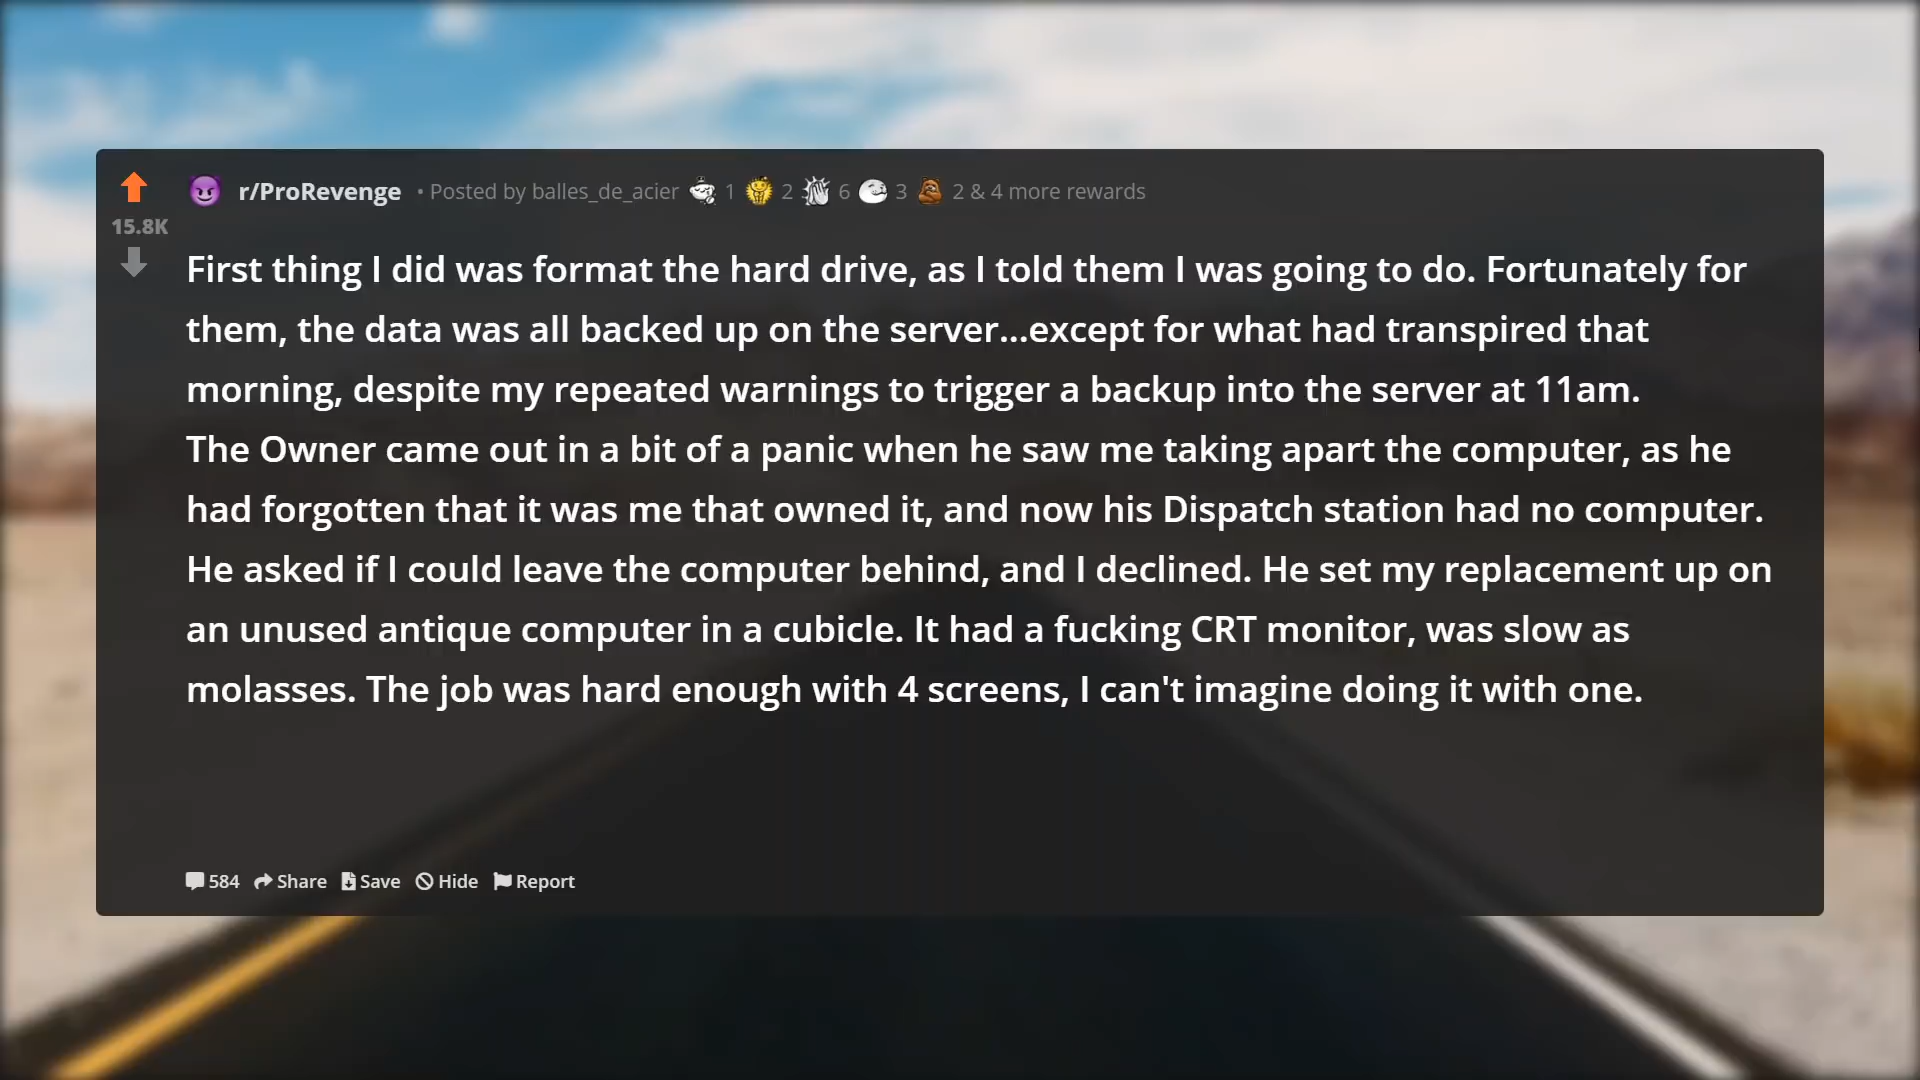 r/ProRevenge • Posted by balles_de_acier 1 2 6 3 2 & 4 more rewards
15.8K
First thing I did was format the hard drive, as I told them I was going to do. Fortunately for
them, the data was all backed up on the server...except for what had transpired that
morning, despite my repeated warnings to trigger a backup into the server at 11am.
The Owner came out in a bit of a panic when he saw me taking apart the computer, as he
had forgotten that it was me that owned it, and now his Dispatch station had no computer.
He asked if I could leave the computer behind, and I declined. He set my replacement up on
an unused antique computer in a cubicle. It had a fucking CRT monitor, was slow as
molasses. The job was hard enough with 4 screens, I can't imagine doing it with one.
584 Share Save Hide Report